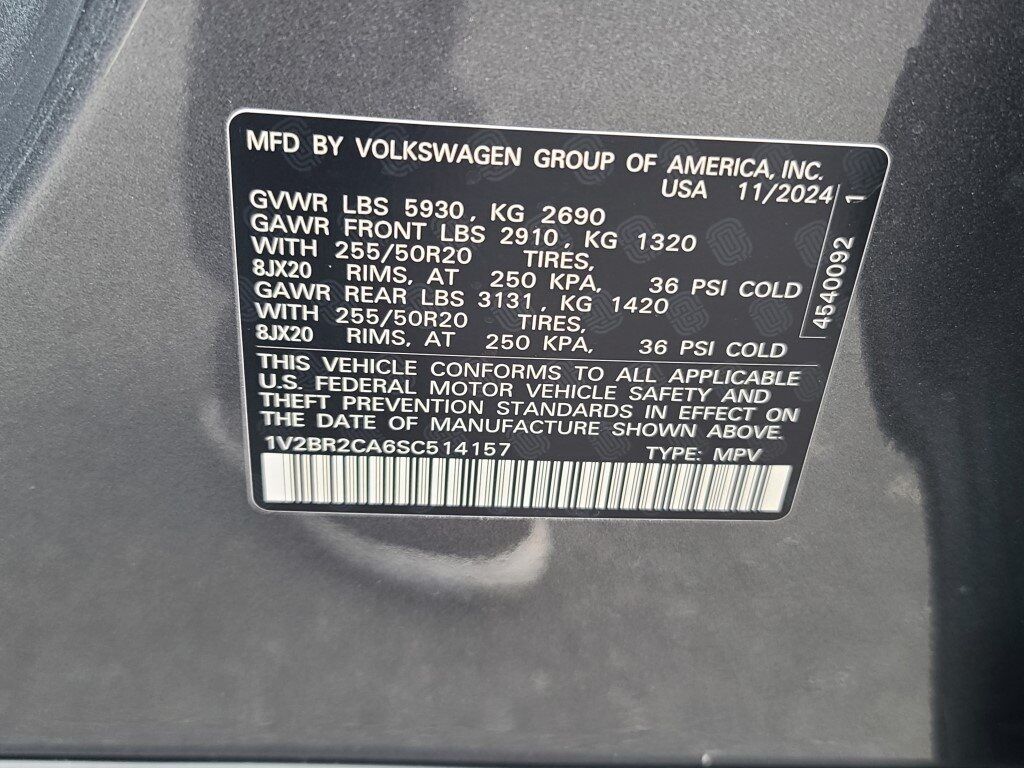 MFD BY VOLKSWAGEN GROUP OF AMERICA, INC.
USA 11/2024
GVWR LBS 5930, KG 2690
GAWR FRONT LBS 2910, KG 1320
WITH 255/50R20 TIRES,
8JX20 RIMS, AT 250 KPA, 36 PSI COLD
GAWR REAR LBS 3131, KG 1420
WITH 255/50R20 TIRES,
8JX20 RIMS, AT 250 KPA, 36 PSI COLD
4540092 1
THIS VEHICLE CONFORMS TO ALL APPLICABLE
U.S. FEDERAL MOTOR VEHICLE SAFETY AND
THEFT PREVENTION STANDARDS IN EFFECT ON
THE DATE OF MANUFACTURE SHOWN ABOVE.
1V2BR2CA6SC514157 TYPE: MPV